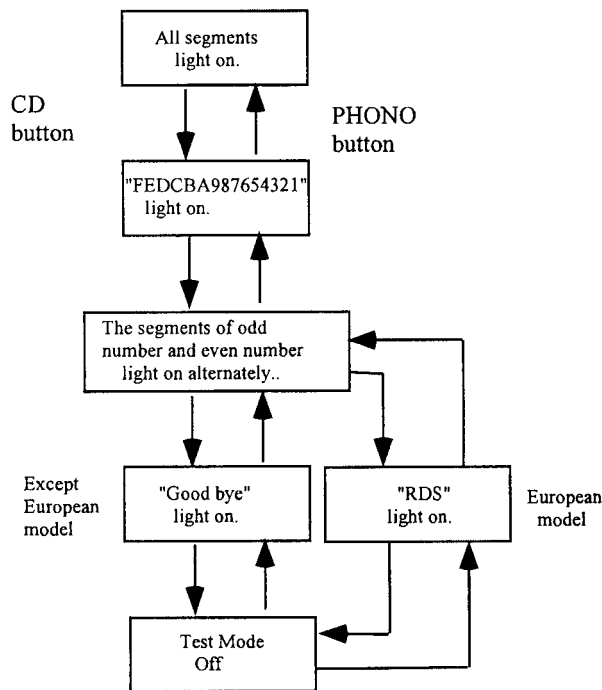 All segments
light on.
CD
button
PHONO
button
"FEDCBA987654321"
light on.
The segments of odd
number and even number
light on alternately..
Except
European
model
"Good bye"
light on.
"RDS"
light on.
European
model
Test Mode
Off